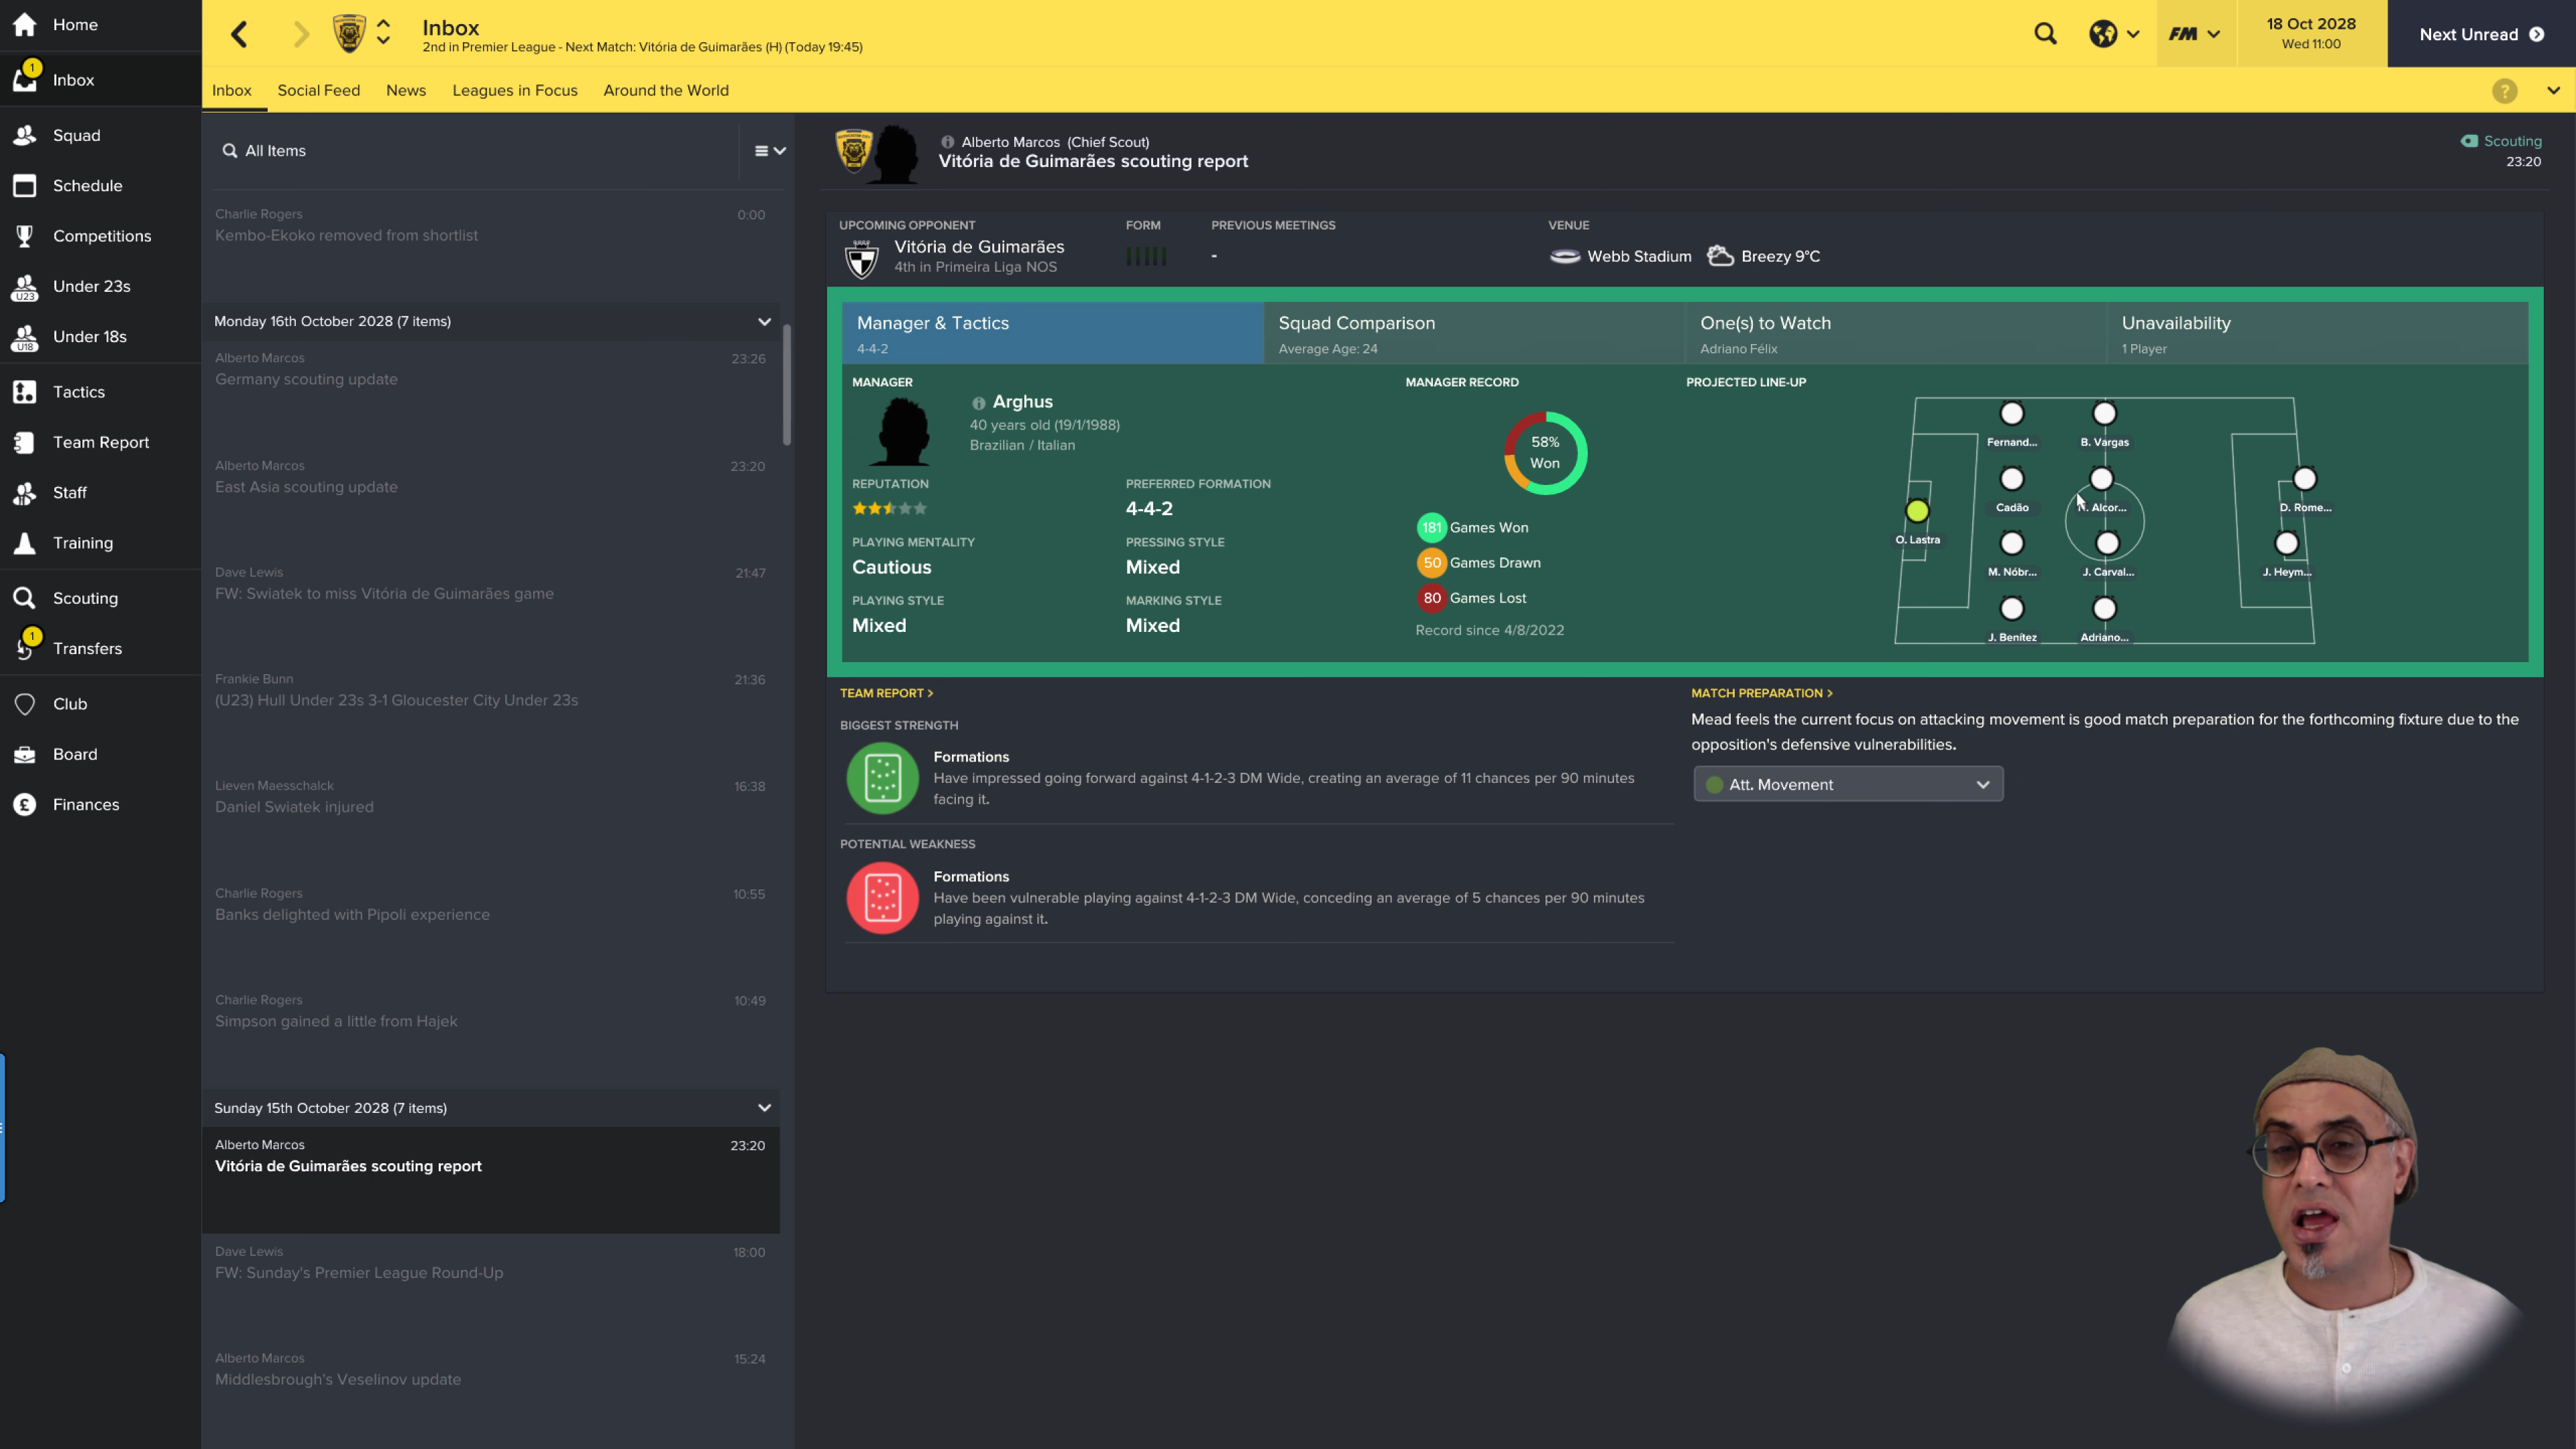 Home
1
Inbox
Squad
Schedule
Competitions
U23
Under 23s
U18
Under 18s
Tactics
Team Report
Staff
Training
Scouting
1
Transfers
Club
Board
£
Finances
Inbox
2nd in Premier League - Next Match: Vitória de Guimarães (H) (Today 19:45)
FM
18 Oct 2028
Wed 11:00
Next Unread
Inbox
Social Feed
News
Leagues in Focus
Around the World
?
All Items
Charlie Rogers
0:00
Kembo-Ekoko removed from shortlist
Monday 16th October 2028 (7 items)
Alberto Marcos
23:26
Germany scouting update
Alberto Marcos
23:20
East Asia scouting update
Dave Lewis
21:47
FW: Swiatek to miss Vitória de Guimarães game
Frankie Bunn
21:36
(U23) Hull Under 23s 3-1 Gloucester City Under 23s
Lieven Maesschalck
16:38
Daniel Swiatek injured
Charlie Rogers
10:55
Banks delighted with Pipoli experience
Charlie Rogers
10:49
Simpson gained a little from Hajek
Sunday 15th October 2028 (7 items)
Alberto Marcos
23:20
Vitória de Guimarães scouting report
Dave Lewis
18:00
FW: Sunday's Premier League Round-Up
Alberto Marcos
15:24
Middlesbrough's Veselinov update
Alberto Marcos (Chief Scout)
Vitória de Guimarães scouting report
Scouting
23:20
UPCOMING OPPONENT
Vitória de Guimarães
4th in Primeira Liga NOS
FORM
PREVIOUS MEETINGS
-
VENUE
Webb Stadium
Breezy 9°C
Manager & Tactics
4-4-2
Squad Comparison
Average Age: 24
One(s) to Watch
Adriano Félix
Unavailability
1 Player
MANAGER
Arghus
40 years old (19/1/1988)
Brazilian / Italian
REPUTATION
PREFERRED FORMATION
4-4-2
PLAYING MENTALITY
Cautious
PRESSING STYLE
Mixed
PLAYING STYLE
Mixed
MARKING STYLE
Mixed
MANAGER RECORD
58%
Won
181 Games Won
50 Games Drawn
80 Games Lost
Record since 4/8/2022
PROJECTED LINE-UP
Fernand...
B. Vargas
Cadão
Alcor...
D. Rome...
O. Lastra
M. Nóbr...
J. Carval...
J. Heym...
J. Benítez
Adriano...
TEAM REPORT >
BIGGEST STRENGTH
Formations
Have impressed going forward against 4-1-2-3 DM Wide, creating an average of 11 chances per 90 minutes
facing it.
POTENTIAL WEAKNESS
Formations
Have been vulnerable playing against 4-1-2-3 DM Wide, conceding an average of 5 chances per 90 minutes
playing against it.
MATCH PREPARATION >
Mead feels the current focus on attacking movement is good match preparation for the forthcoming fixture due to the
opposition's defensive vulnerabilities.
Att. Movement